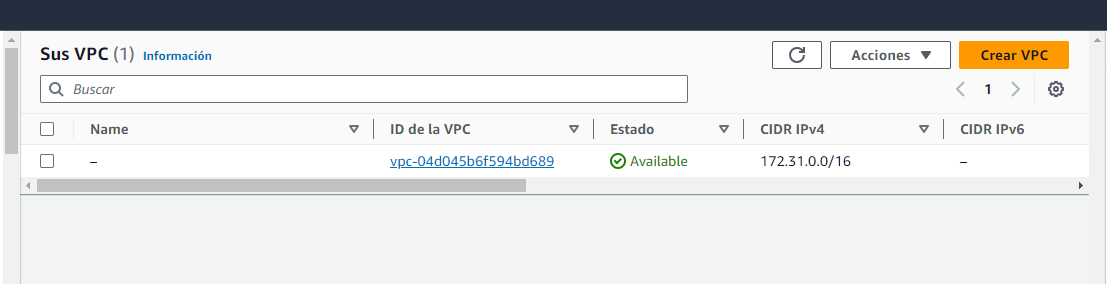 Sus VPC (1) Información
Acciones
Crear VPC
Buscar
1
Name ID de la VPC Estado CIDR IPv4 CIDR IPv6
– vpc-04d045b6f594bd689 Available 172.31.0.0/16 –